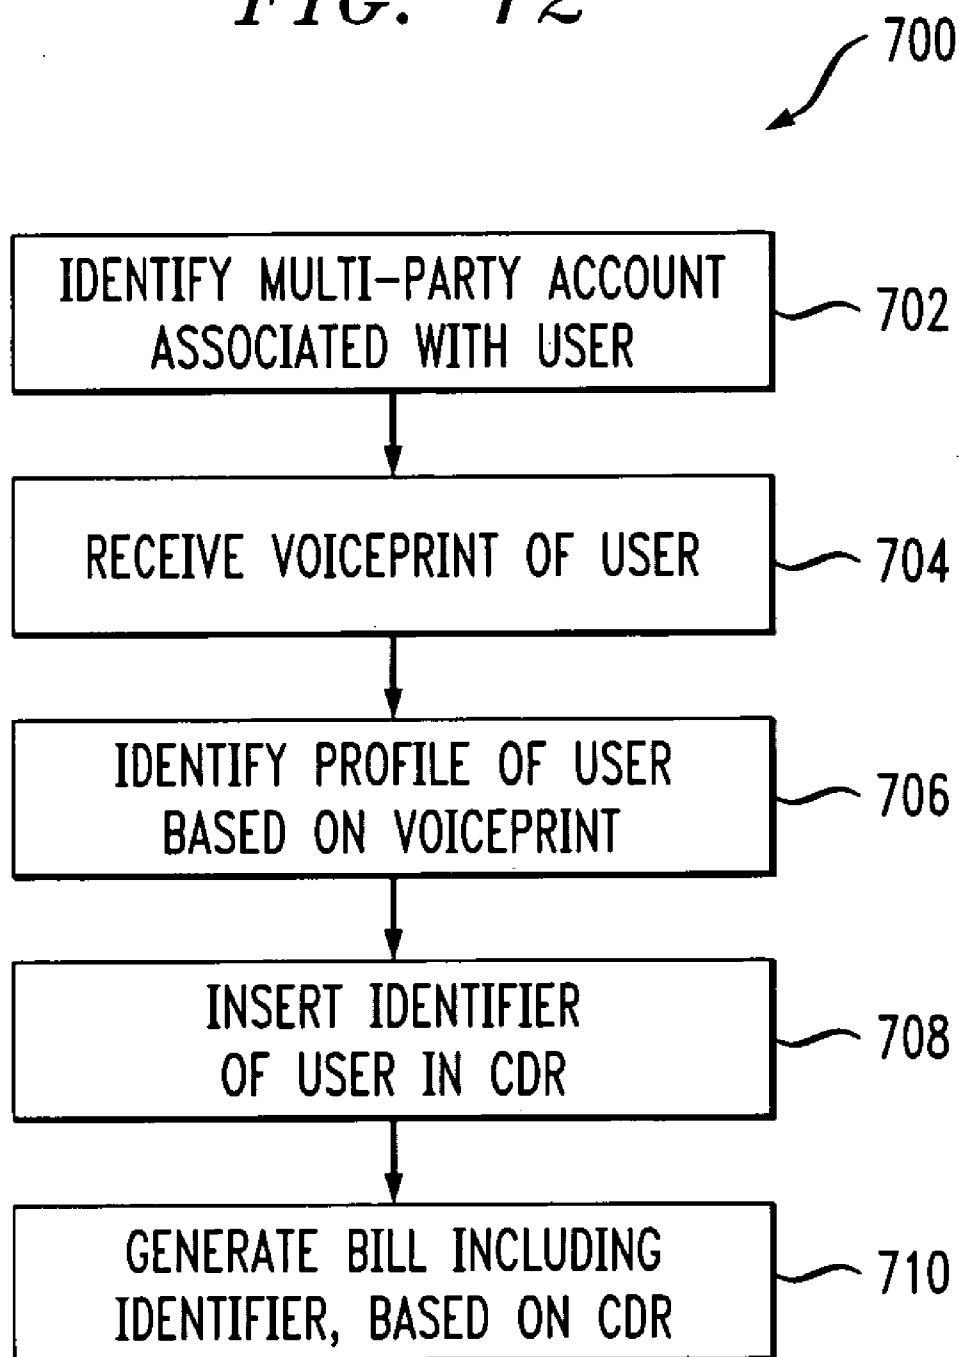 700
IDENTIFY MULTI-PARTY ACCOUNT
ASSOCIATED WITH USER
702
RECEIVE VOICEPRINT OF USER
704
IDENTIFY PROFILE OF USER
BASED ON VOICEPRINT
706
INSERT IDENTIFIER
OF USER IN CDR
708
GENERATE BILL INCLUDING
IDENTIFIER, BASED ON CDR
710